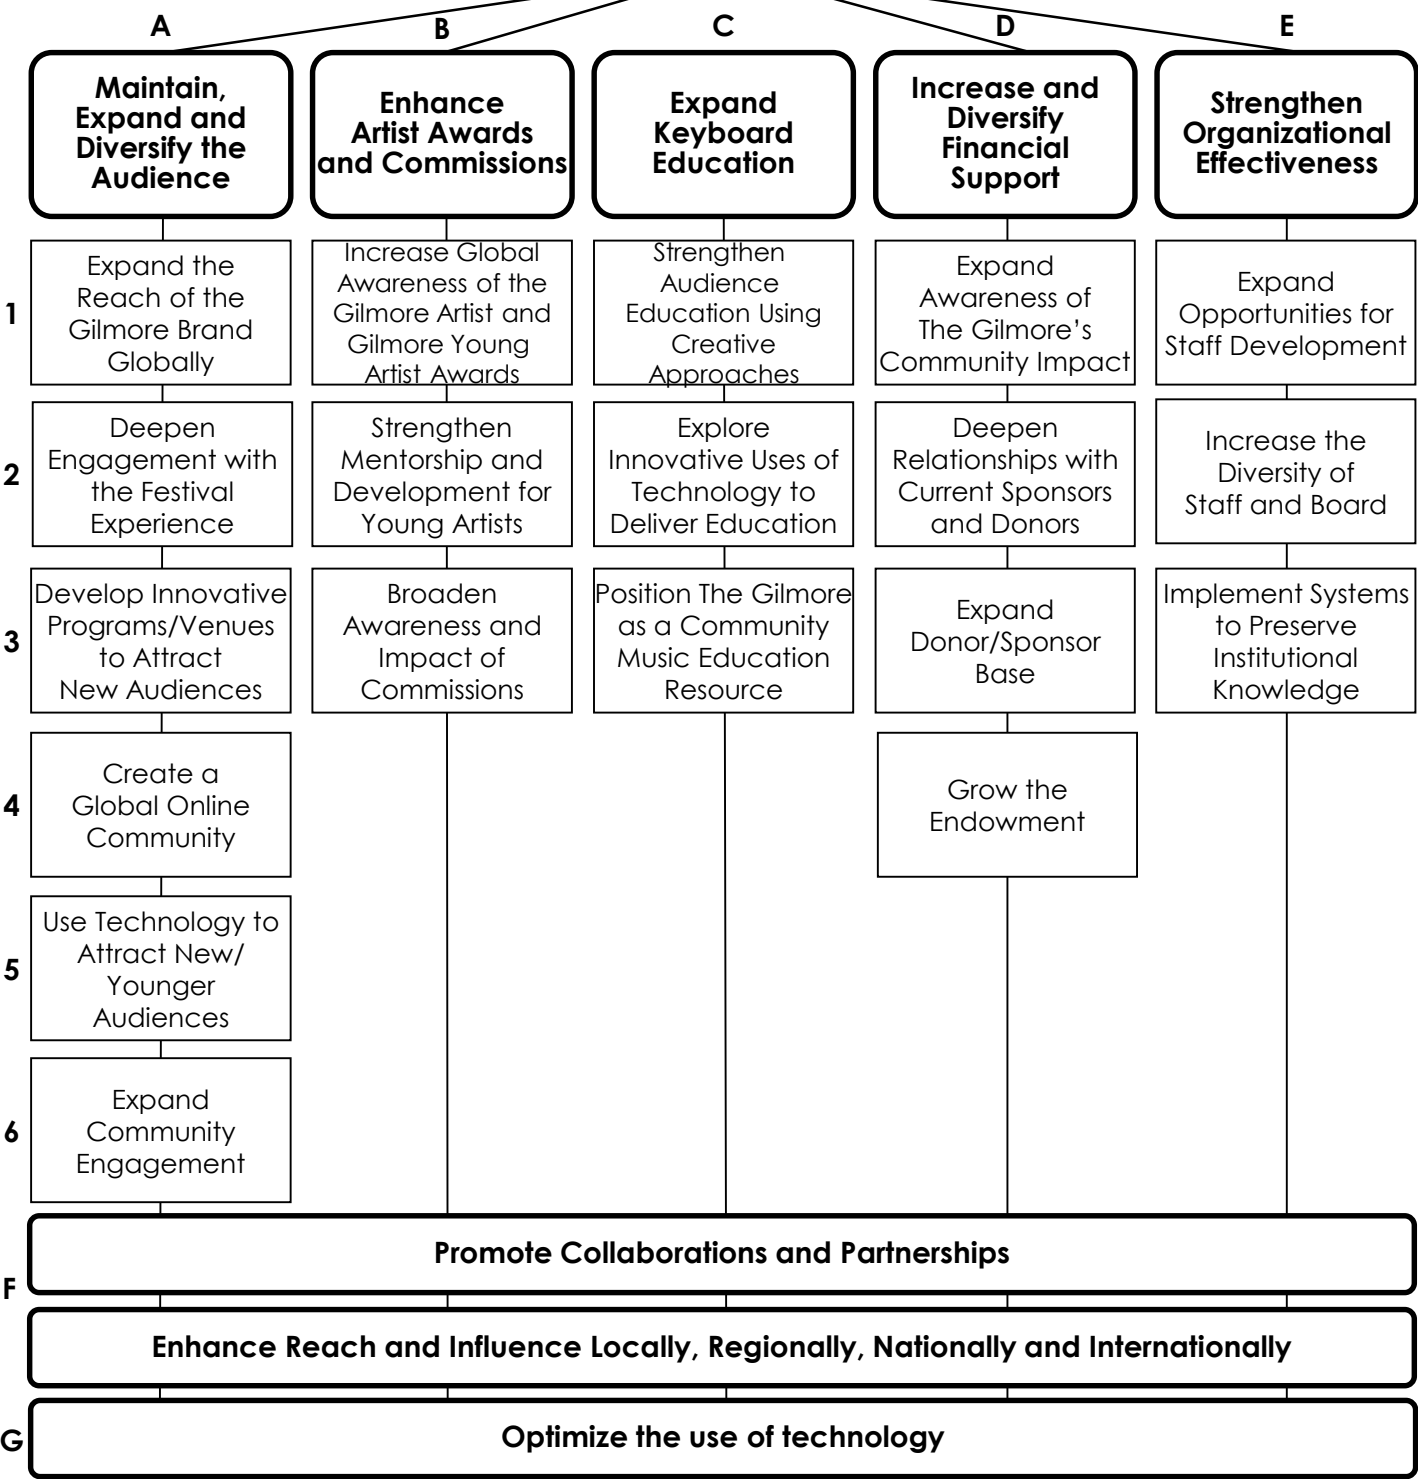 A
B
C
D
E
Maintain,
Expand and
Diversify the
Audience
Enhance
Artist Awards
and Commissions
Expand
Keyboard
Education
Increase and
Diversify
Financial
Support
Strengthen
Organizational
Effectiveness
1
Expand the
Reach of the
Gilmore Brand
Globally
Increase Global
Awareness of the
Gilmore Artist and
Gilmore Young
Artist Awards
Strengthen
Audience
Education Using
Creative
Approaches
Expand
Awareness of
The Gilmore’s
Community Impact
Expand
Opportunities for
Staff Development
2
Deepen
Engagement with
the Festival
Experience
Strengthen
Mentorship and
Development for
Young Artists
Explore
Innovative Uses of
Technology to
Deliver Education
Deepen
Relationships with
Current Sponsors
and Donors
Increase the
Diversity of
Staff and Board
3
Develop Innovative
Programs/Venues
to Attract
New Audiences
Broaden
Awareness and
Impact of
Commissions
Position The Gilmore
as a Community
Music Education
Resource
Expand
Donor/Sponsor
Base
Implement Systems
to Preserve
Institutional
Knowledge
4
Create a
Global Online
Community
Grow the
Endowment
5
Use Technology to
Attract New/
Younger
Audiences
6
Expand
Community
Engagement
Promote Collaborations and Partnerships
F
Enhance Reach and Influence Locally, Regionally, Nationally and Internationally
G
Optimize the use of technology